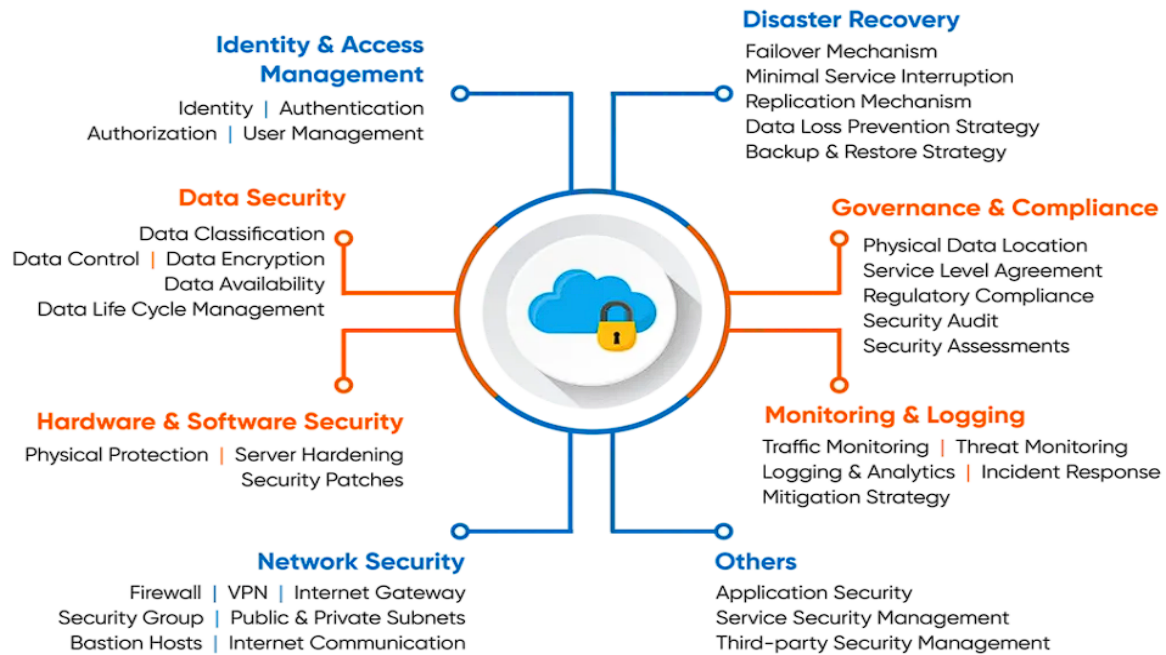 Identity & Access
Management
Identity | Authentication
Authorization | User Management
Data Security
Data Classification
Data Control | Data Encryption
Data Availability
Data Life Cycle Management
Hardware & Software Security
Physical Protection | Server Hardening
Security Patches
Network Security
Firewall | VPN | Internet Gateway
Security Group | Public & Private Subnets
Bastion Hosts | Internet Communication
Disaster Recovery
Failover Mechanism
Minimal Service Interruption
Replication Mechanism
Data Loss Prevention Strategy
Backup & Restore Strategy
Governance & Compliance
Physical Data Location
Service Level Agreement
Regulatory Compliance
Security Audit
Security Assessments
Monitoring & Logging
Traffic Monitoring | Threat Monitoring
Logging & Analytics | Incident Response
Mitigation Strategy
Others
Application Security
Service Security Management
Third-party Security Management